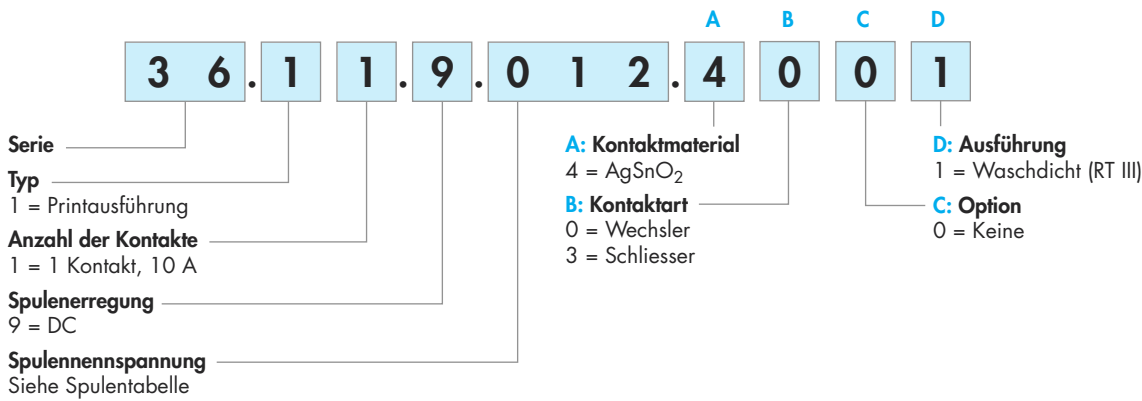 A B C D
3 6 . 1 1 . 9 . 0 1 2 . 4 0 0 1
Serie
Typ
1 = Printausführung
Anzahl der Kontakte
1 = 1 Kontakt, 10 A
Spulenerregung
9 = DC
Spulennennspannung
Siehe Spulentabelle
A: Kontaktmaterial
4 = AgSnO₂
B: Kontaktart
0 = Wechsler
3 = Schliesser
D: Ausführung
1 = Waschdicht (RT III)
C: Option
0 = Keine